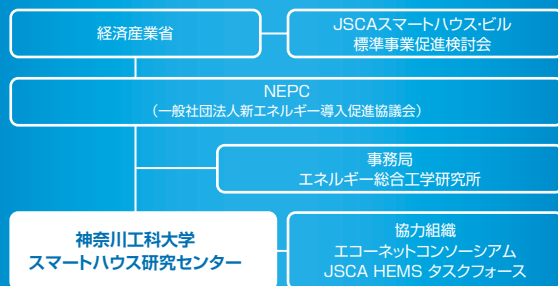 経済産業省
JSCAスマートハウス・ビル
標準事業促進検討会
NEPC
（一般社団法人新エネルギー導入促進協議会）
事務局
エネルギー総合工学研究所
神奈川工科大学
スマートハウス研究センター
協力組織
エコーネットコンソーシアム
JSCA HEMS タスクフォース